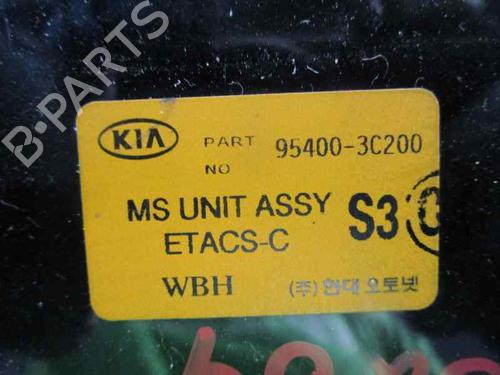 KIA PART NO 95400-3C200
MS UNIT ASSY S3
ETACS-C
WBH (주) 현대 오토넷
B-PARTS